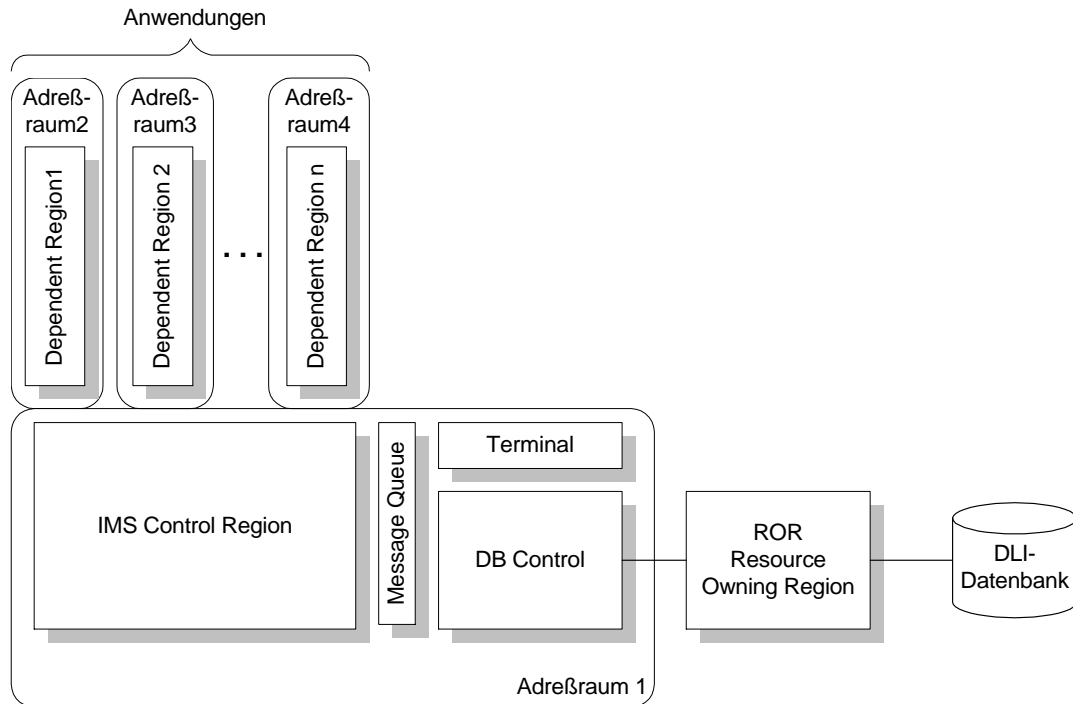 Anwendungen
Adreß-
raum2
Adreß-
raum3
Adreß-
raum4
Dependent Region1
Dependent Region 2
. . .
Dependent Region n
IMS Control Region
Message Queue
Terminal
DB Control
ROR
Resource
Owning Region
DLI-
Datenbank
Adreßraum 1